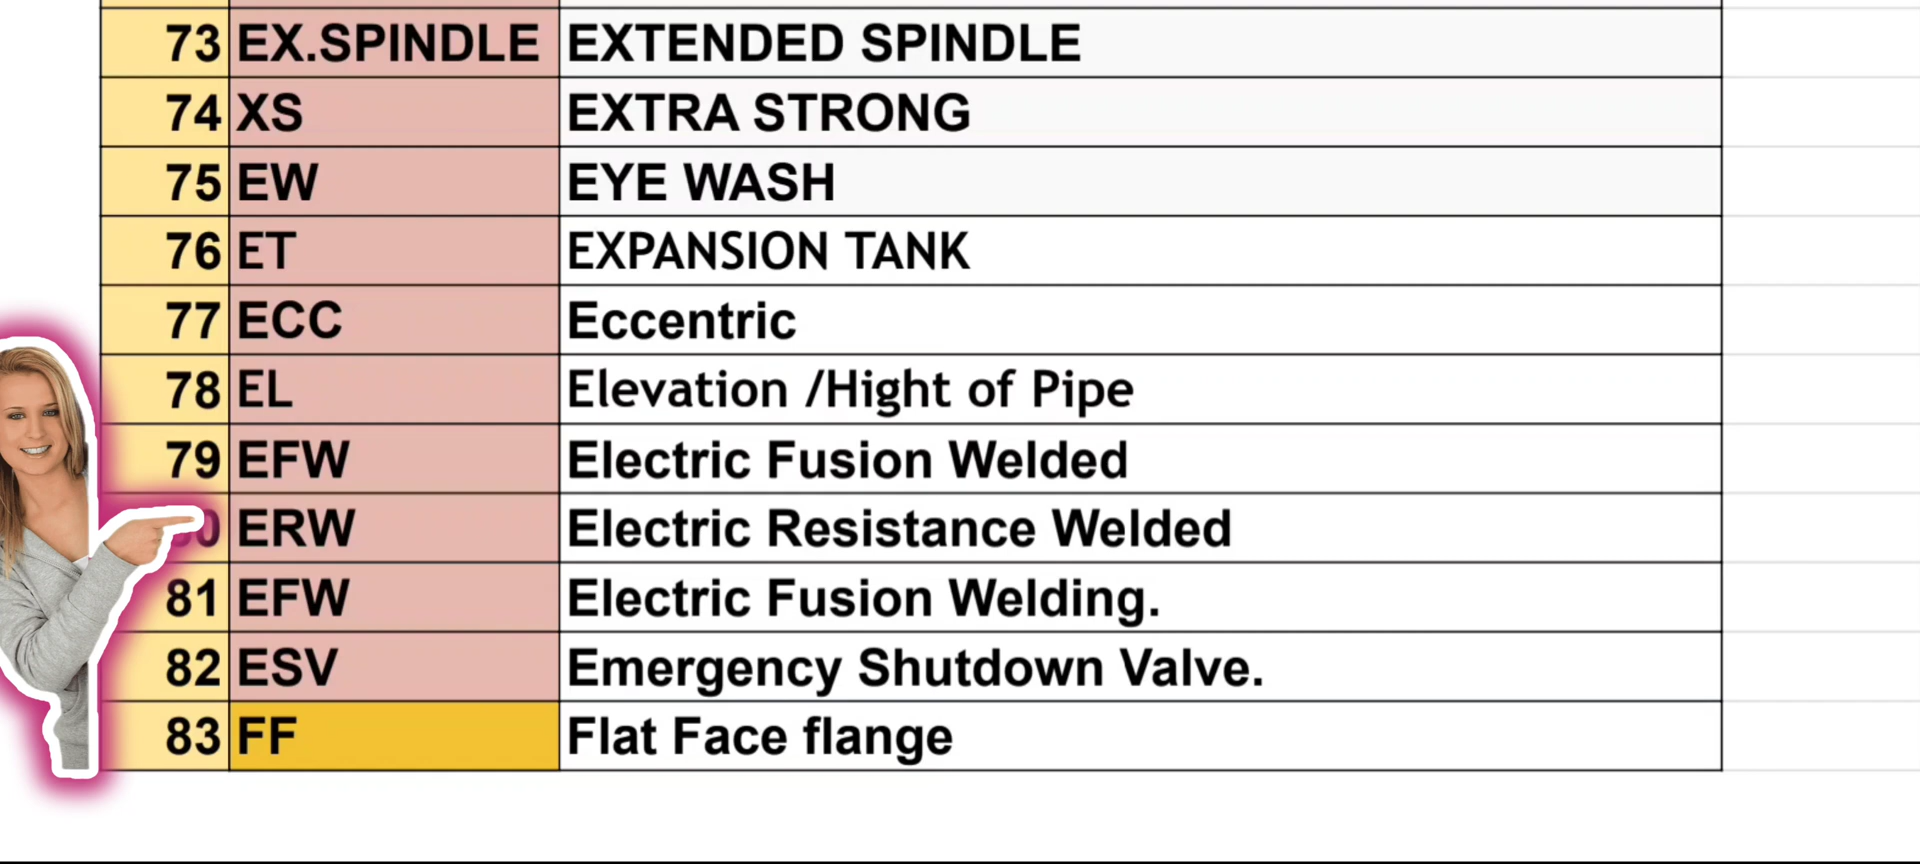 73 EX.SPINDLE EXTENDED SPINDLE
74 XS EXTRA STRONG
75 EW EYE WASH
76 ET EXPANSION TANK
77 ECC Eccentric
78 EL Elevation /Hight of Pipe
79 EFW Electric Fusion Welded
ERW Electric Resistance Welded
81 EFW Electric Fusion Welding.
82 ESV Emergency Shutdown Valve.
83 FF Flat Face flange